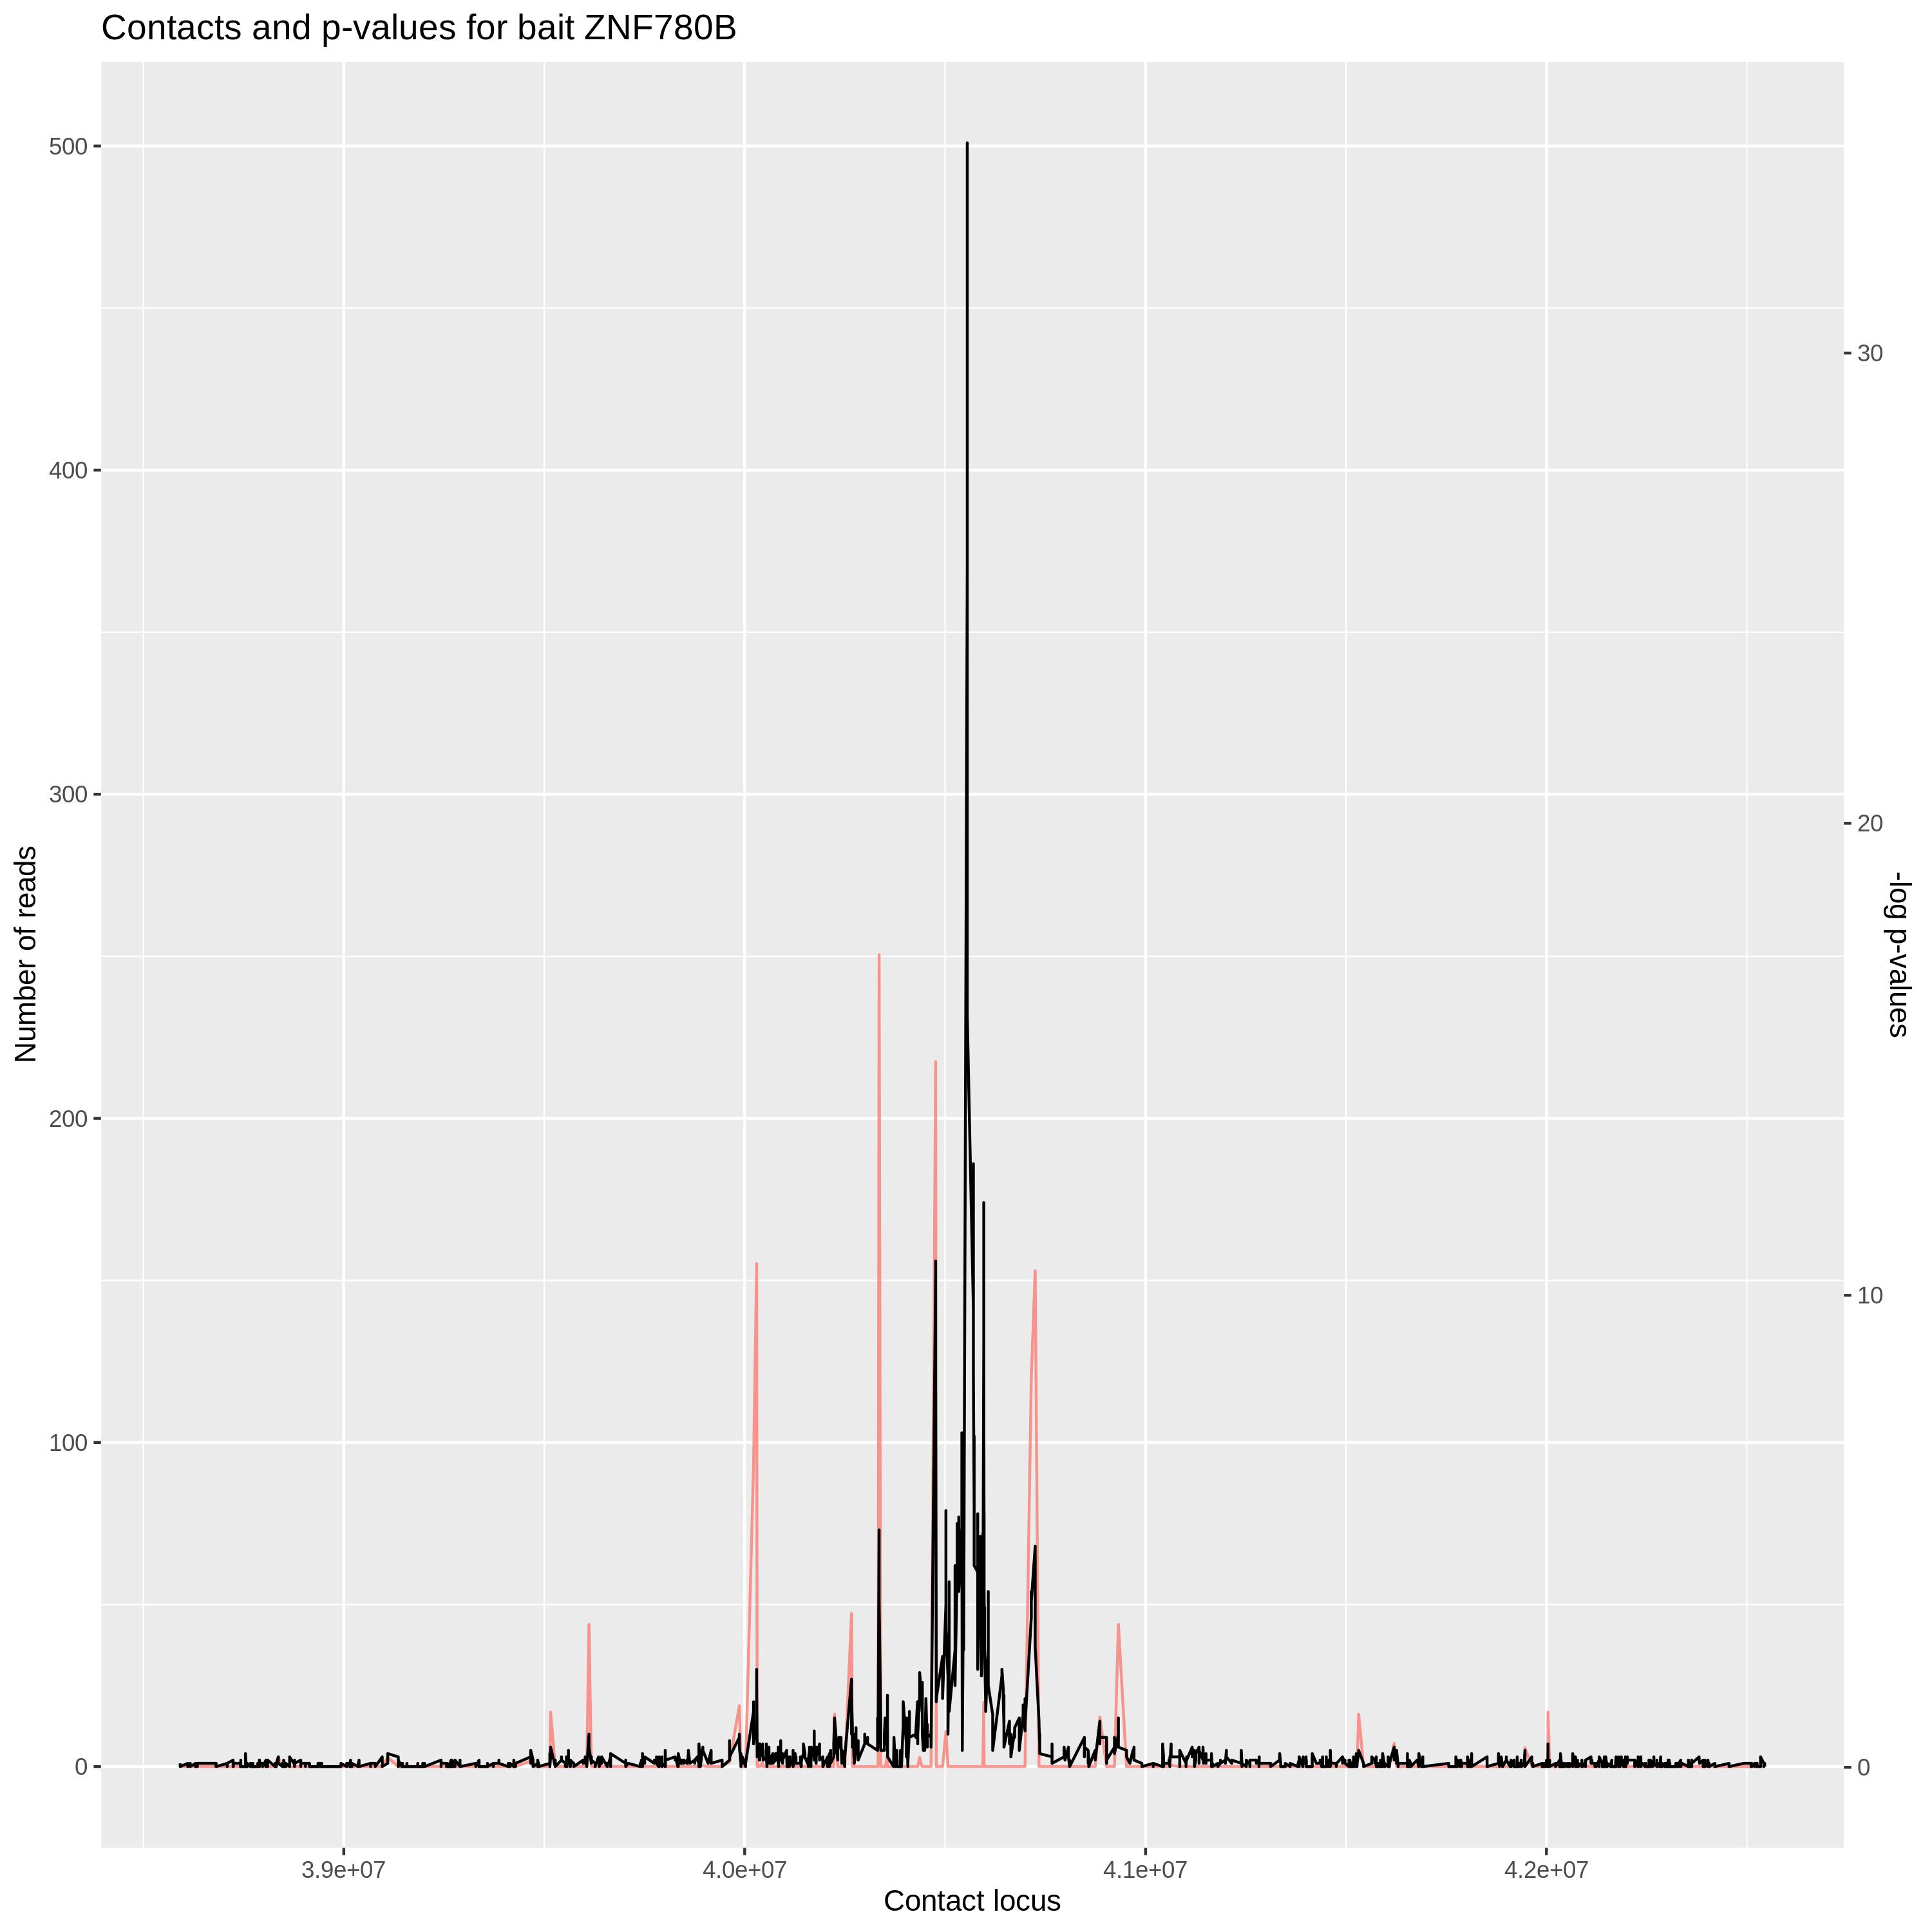 Contacts and p-values for bait ZNF780B
500
400
300
200
100
0
Number of reads
30
20
10
0
-log p-values
3.9e+07
4.0e+07
4.1e+07
4.2e+07
Contact locus